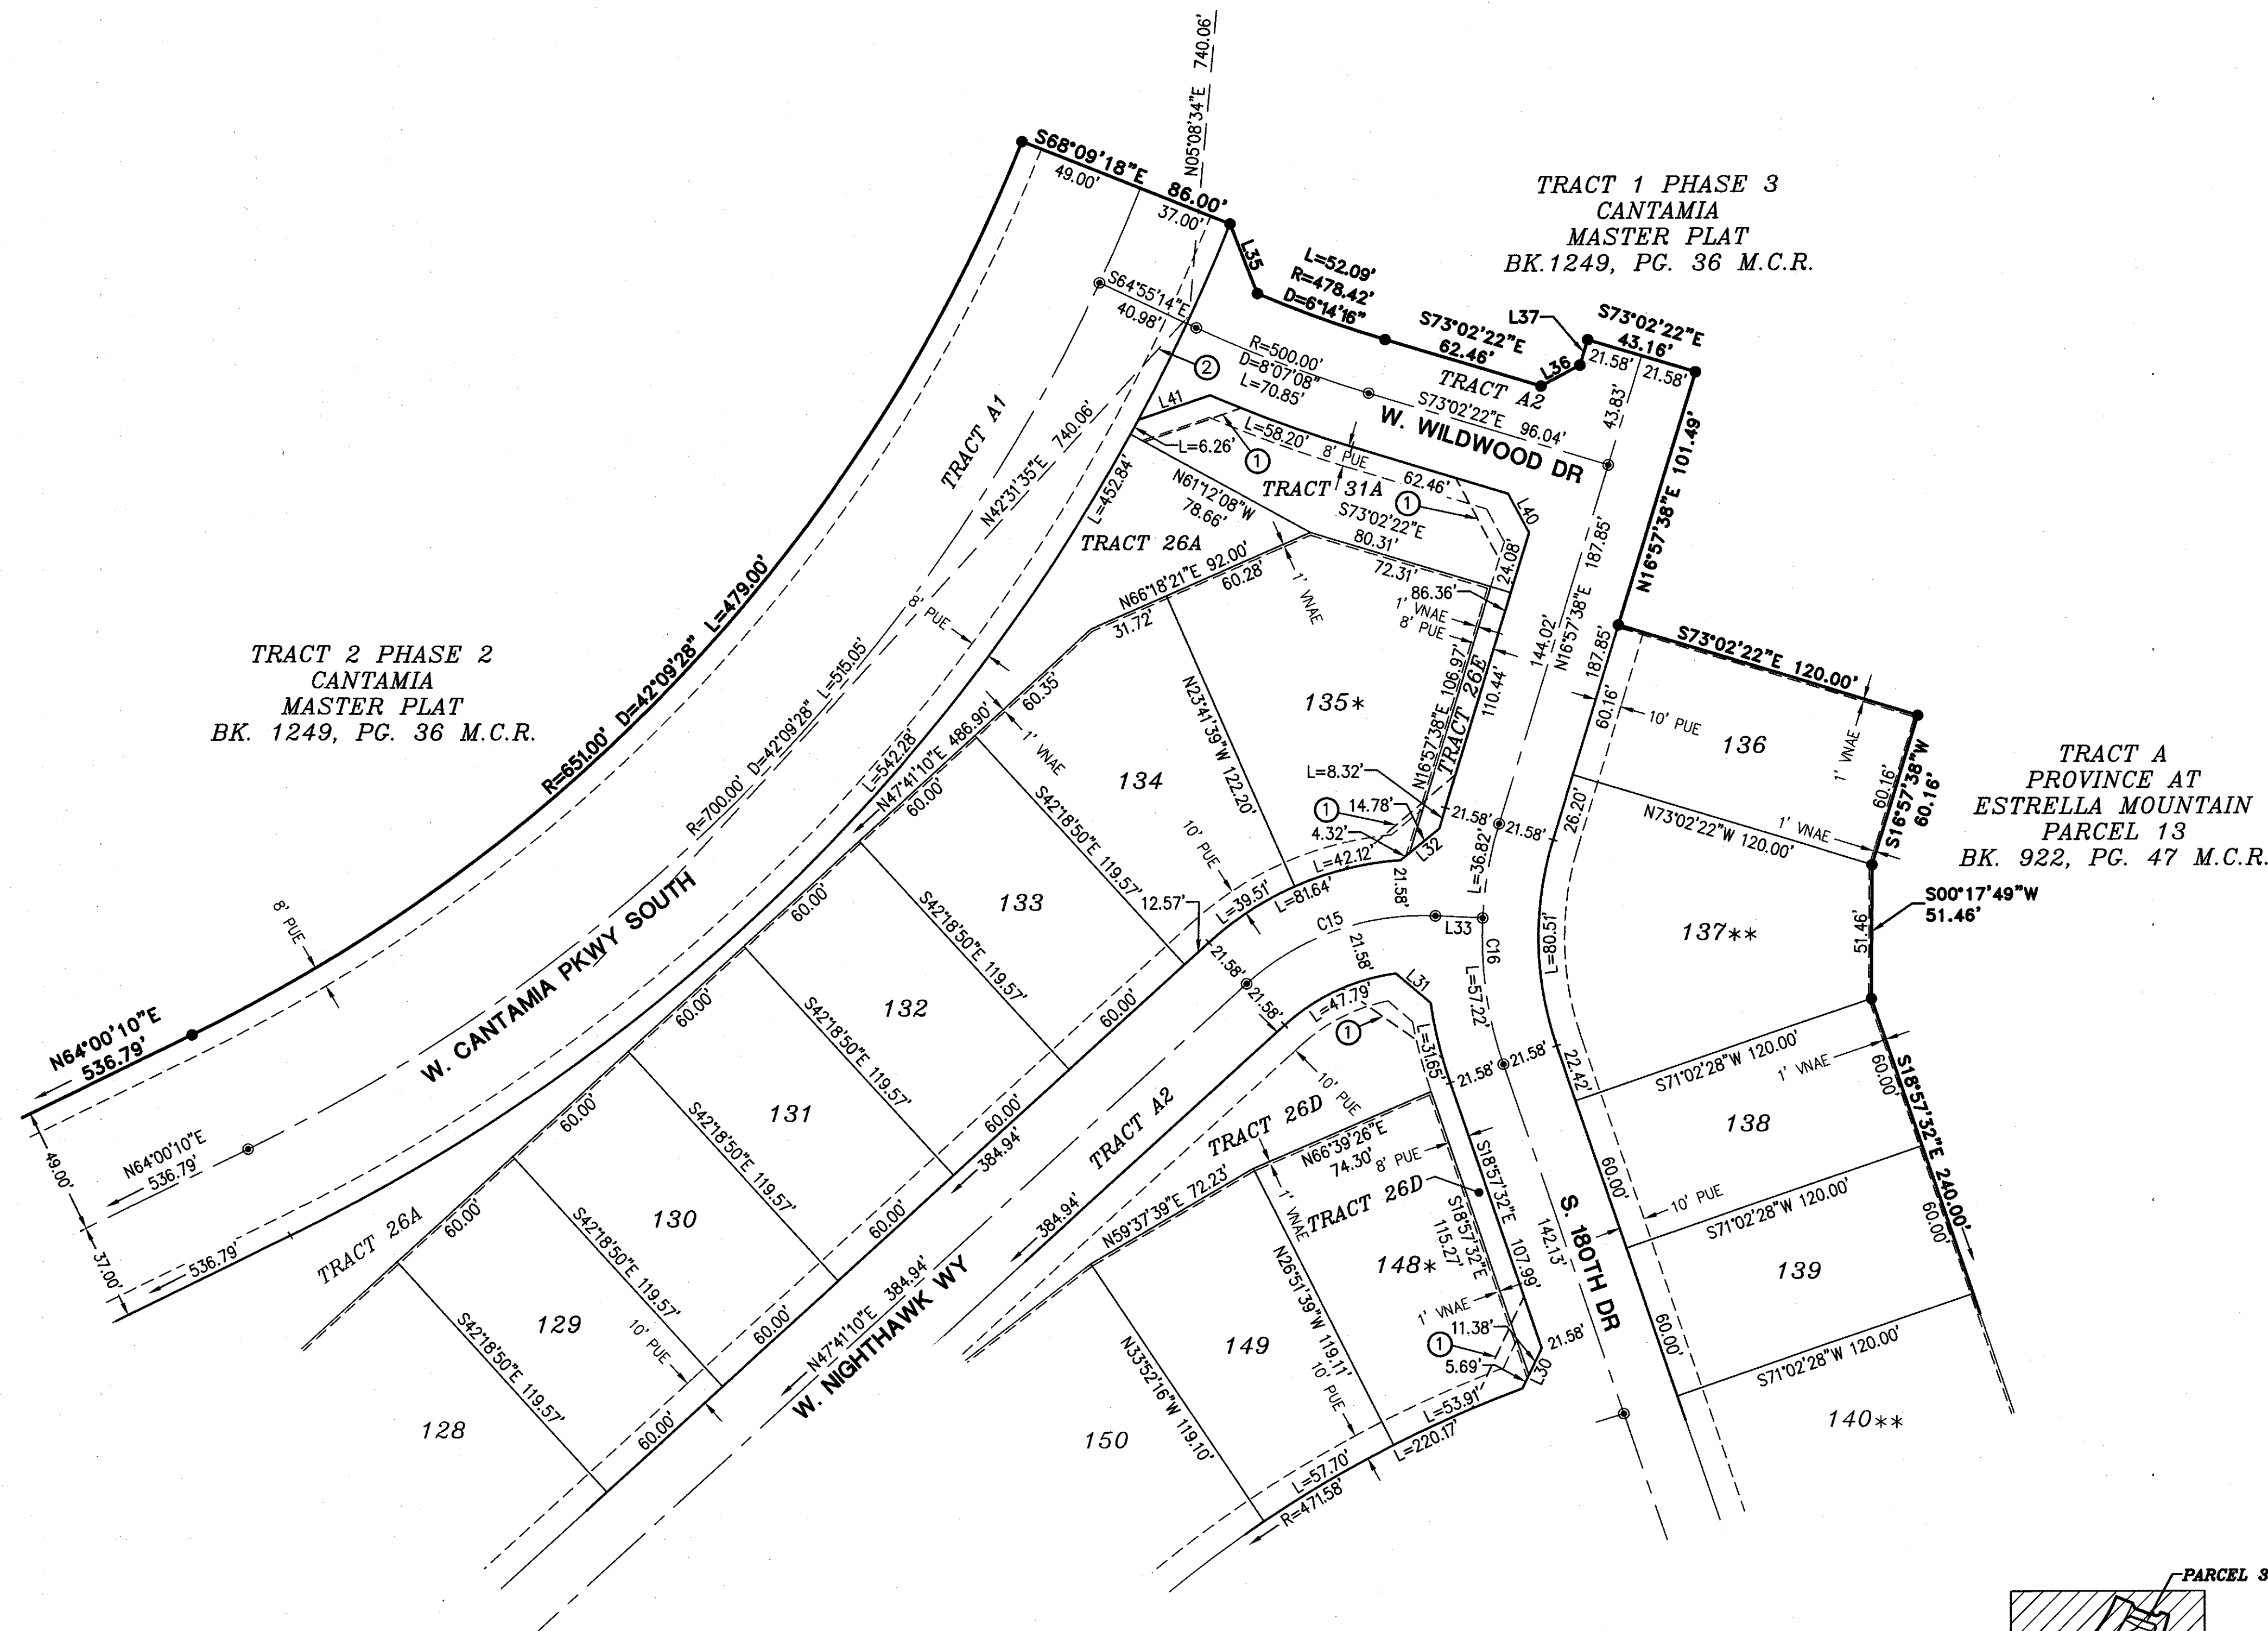 N05°08'34"E 740.06'
S68°09'18"E 86.00'
49.00'
37.00'
TRACT 1 PHASE 3
CANTAMIA
MASTER PLAT
BK.1249, PG. 36 M.C.R.
L35
L=52.09'
R=478.42'
D=6°14'16"
S73°02'22"E
62.46'
L37
L36
S73°02'22"E
43.16'
21.58'
21.58'
S64°55'14"E
40.98'
2
R=500.00'
D=8°07'08"
L=70.85'
TRACT A2
S73°02'22"E 96.04'
W. WILDWOOD DR
43.83'
N16°57'38"E 101.49'
TRACT A1
L41
L=6.26'
L=58.20'
1
8' PUE
62.46'
TRACT 31A
1
L40
N42°31'35"E 740.06'
L=452.84'
N61°12'08"W
78.66'
S73°02'22"E
80.31'
72.31'
24.08'
86.36'
1' VNAE
8' PUE
187.85'
144.02'
N16°57'38"E
TRACT 26A
N66°18'21"E 92.00'
60.28'
31.72'
1' VNAE
8' PUE
TRACT 2 PHASE 2
CANTAMIA
MASTER PLAT
BK. 1249, PG. 36 M.C.R.
R=651.00' D=42°09'28" L=479.00'
R=700.00' D=42°09'28" L=515.05'
L=542.28'
N47°41'10"E 486.90'
60.35'
1' VNAE
60.00'
134
N23°41'39"W 122.20'
135*
N16°57'38"E 106.97'
TRACT 26E
110.44'
187.85'
60.16'
10' PUE
136
S73°02'22"E 120.00'
1' VNAE
60.16'
S16°57'38"W
60.16'
TRACT A
PROVINCE AT
ESTRELLA MOUNTAIN
PARCEL 13
BK. 922, PG. 47 M.C.R.
L=8.32'
1
14.78'
4.32'
L32
21.58'
21.58'
26.20'
N73°02'22"W 120.00'
1' VNAE
S00°17'49"W
51.46'
51.46'
137**
L=80.51'
S42°18'50"E 119.57'
10' PUE
L=42.12'
L=39.51'
L=81.64'
12.57'
21.58'
L=36.82'
C15
L33
C16
21.58'
21.58'
21.58'
L31
L=57.22'
L=47.79'
1
L=31.65'
21.58'
21.58'
22.42'
133
60.00'
S42°18'50"E 119.57'
60.00'
132
60.00'
S42°18'50"E 119.57'
60.00'
131
60.00'
S42°18'50"E 119.57'
60.00'
384.94'
130
60.00'
S42°18'50"E 119.57'
60.00'
129
10' PUE
S42°18'50"E 119.57'
60.00'
128
8' PUE
N64°00'10"E
536.79'
W. CANTAMIA PKWY SOUTH
N64°00'10"E
536.79'
49.00'
37.00'
536.79'
TRACT 26A
TRACT A2
384.94'
N47°41'10"E 384.94'
W. NIGHTHAWK WY
10' PUE
TRACT 26D
N66°39'26"E
74.30'
8' PUE
N59°37'39"E 72.23'
1' VNAE
TRACT 26D
S18°57'32"E
115.27'
S18°57'32"E 107.99'
148*
N26°51'39"W 119.11'
1' VNAE
11.38'
1
5.69'
L30
21.58'
149
10' PUE
N33°52'16"W 119.10'
L=53.91'
L=220.17'
L=57.70'
R=471.58'
150
142.13'
S. 180TH DR
S71°02'28"W 120.00'
1' VNAE
138
60.00'
60.00'
S18°57'32"E 240.00'
10' PUE
S71°02'28"W 120.00'
60.00'
139
60.00'
S71°02'28"W 120.00'
140**
PARCEL 3